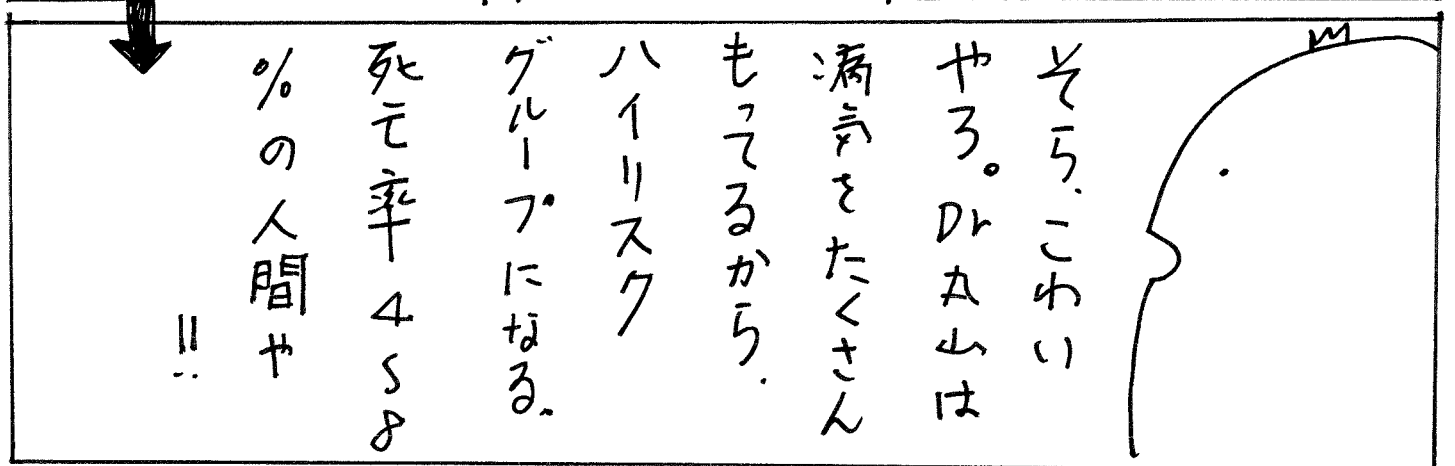 そら、こわい
やろ。Dr丸山は
病気をたくさん
もってるから、
ハイリスク
グループになる。
死亡率4〜8
%の人間や
!!